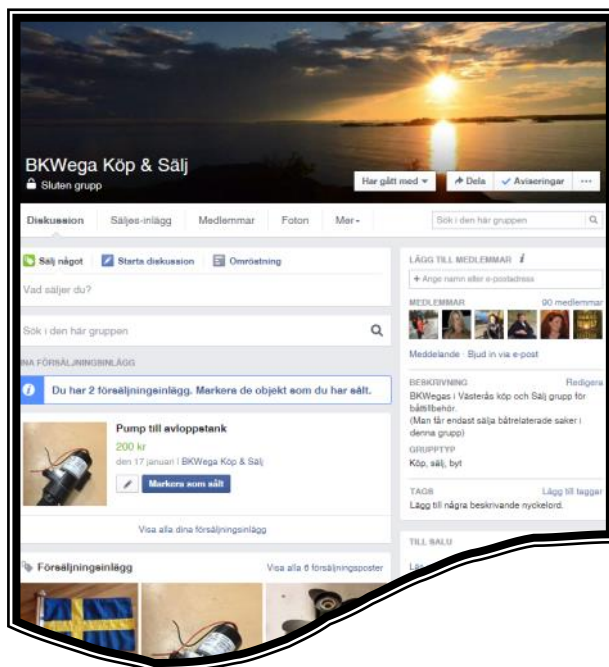 BKWega Köp & Sälj
Sluten grupp
Har gått med
Dela
Aviseringar
Diskussion Säljes-inlägg Medlemmar Foton Mer
Sök i den här gruppen
Sälj något Starta diskussion Omröstning
Vad säljer du?
Sök i den här gruppen
INA FÖRSÄLJNINGSINLÄGG
Du har 2 försäljningsinlägg. Markera de objekt som du har sålt.
Pump till avloppstank
200 kr
den 17 januari i BKWega Köp & Sälj
Markera som sålt
Visa alla dina försäljningsinlägg
Försäljningsinlägg Visa alla 6 försäljningsposter
LÄGG TILL MEDLEMMAR i
+ Ange namn eller e-postadress
MEDLEMMAR 90 medlemmar
Meddelande · Bjud in via e-post
BESKRIVNING Redigera
BKWegas i Västerås köp och Sälj grupp för
båttillbehör.
(Man får endast sälja båtrelaterade saker i
denna grupp)
GRUPPTYP
Köp, sälj, byt
TAGS Lägg till taggar
Lägg till några beskrivande nyckelord.
TILL SALU